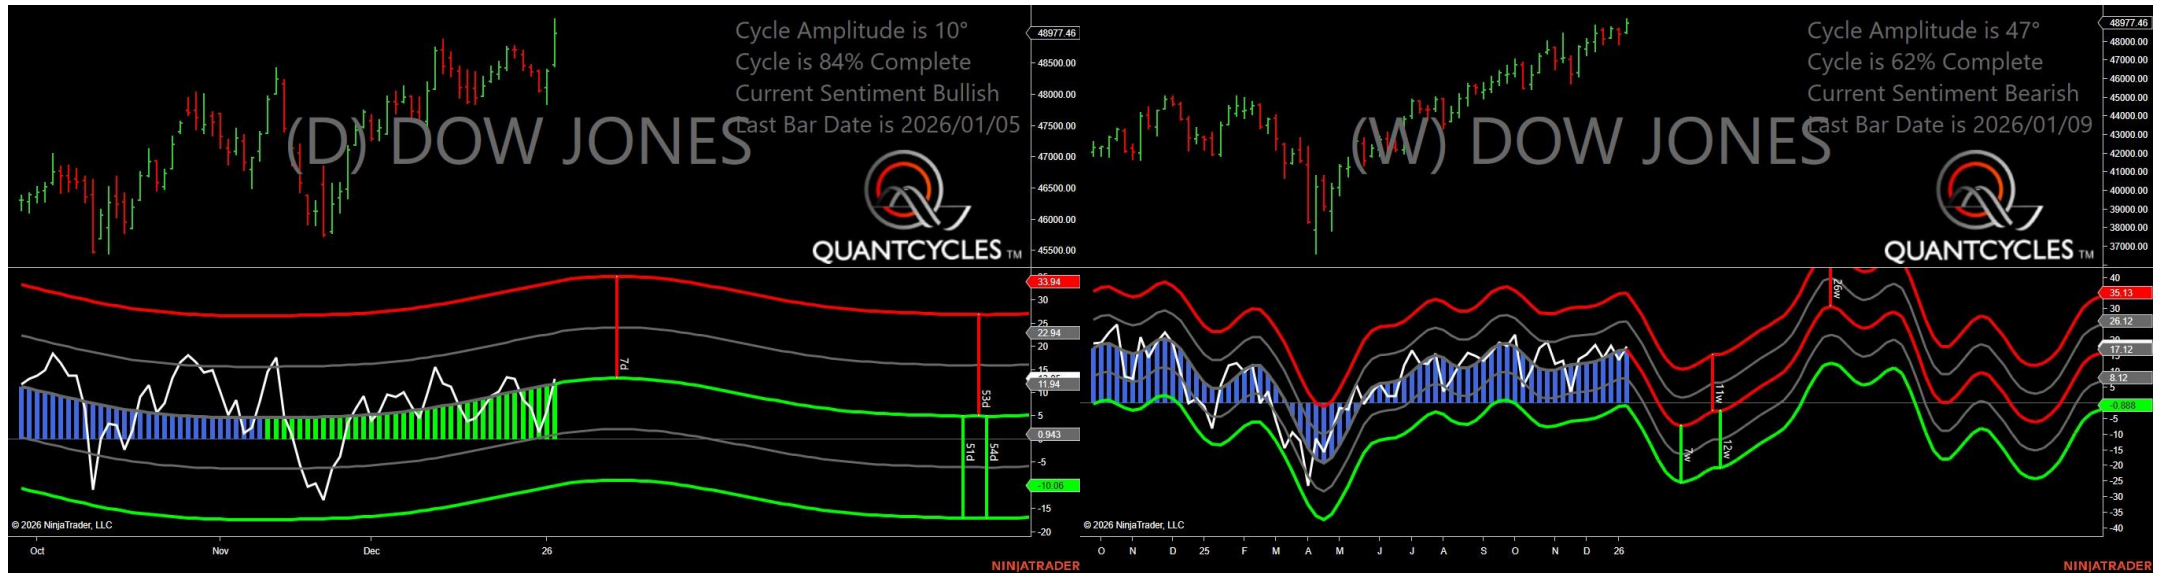 Cycle Amplitude is 10°
Cycle is 84% Complete
Current Sentiment Bullish
Last Bar Date is 2026/01/05
(D) DOW JONES
QUANTCYCLES TM
48977.46
48500.00
48000.00
47500.00
47000.00
46500.00
46000.00
45500.00
33.94
30
25
22.94
20
15
11.94
10
5
0.943
-5
-10.06
-15
-20
7d
53d
51d
54d
© 2026 NinjaTrader, LLC
Oct
Nov
Dec
26
NINJATRADER
Cycle Amplitude is 47°
Cycle is 62% Complete
Current Sentiment Bearish
Last Bar Date is 2026/01/09
(W) DOW JONES
QUANTCYCLES TM
48977.46
48000.00
47000.00
46000.00
45000.00
44000.00
43000.00
42000.00
41000.00
40000.00
39000.00
38000.00
37000.00
40
35.13
30
26.12
20
17.12
8.12
5
-0.888
-5
-10
-15
-20
-25
-30
-35
-40
26w
11w
7w
12w
© 2026 NinjaTrader, LLC
O
N
D
25
F
M
A
M
J
J
A
S
O
N
D
26
NINJATRADER